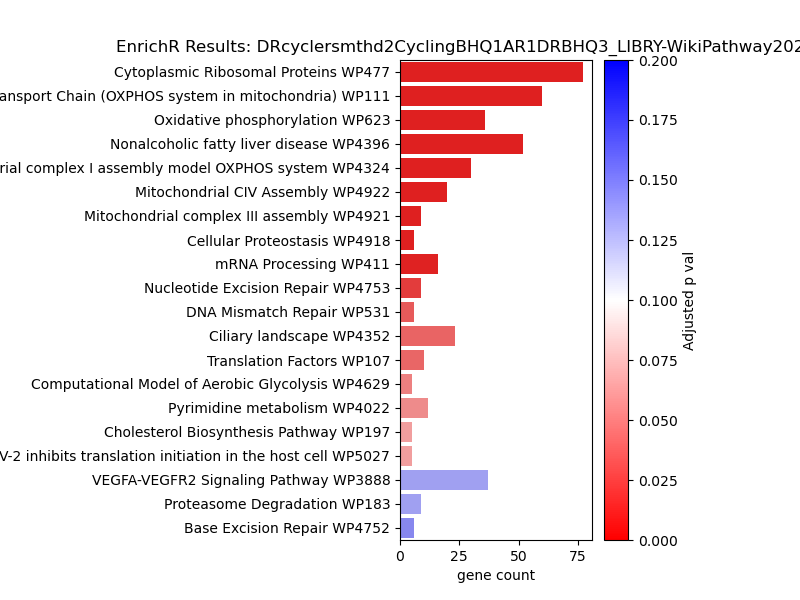 EnrichR Results: DRcyclersmthd2CyclingBHQ1AR1DRBHQ3_LIBRY-WikiPathway202
Cytoplasmic Ribosomal Proteins WP477
Transport Chain (OXPHOS system in mitochondria) WP111
Oxidative phosphorylation WP623
Nonalcoholic fatty liver disease WP4396
rial complex I assembly model OXPHOS system WP4324
Mitochondrial CIV Assembly WP4922
Mitochondrial complex III assembly WP4921
Cellular Proteostasis WP4918
mRNA Processing WP411
Nucleotide Excision Repair WP4753
DNA Mismatch Repair WP531
Ciliary landscape WP4352
Translation Factors WP107
Computational Model of Aerobic Glycolysis WP4629
Pyrimidine metabolism WP4022
Cholesterol Biosynthesis Pathway WP197
V-2 inhibits translation initiation in the host cell WP5027
VEGFA-VEGFR2 Signaling Pathway WP3888
Proteasome Degradation WP183
Base Excision Repair WP4752
0 25 50 75
gene count
0.200
0.175
0.150
0.125
0.100
0.075
0.050
0.025
0.000
Adjusted p val